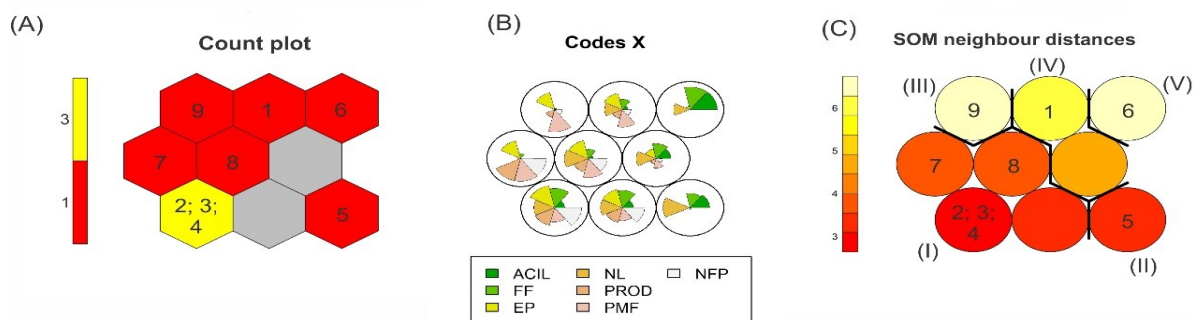 (A)
Count plot
3
1
9 1 6
7 8
2; 3;
4
5
(B)
Codes X
ACIL NL NFP
FF PROD
EP PMF
(C)
SOM neighbour distances
6
5
4
3
(III) (IV) (V)
9 1 6
7 8
2; 3;
4
5
(I) (II)